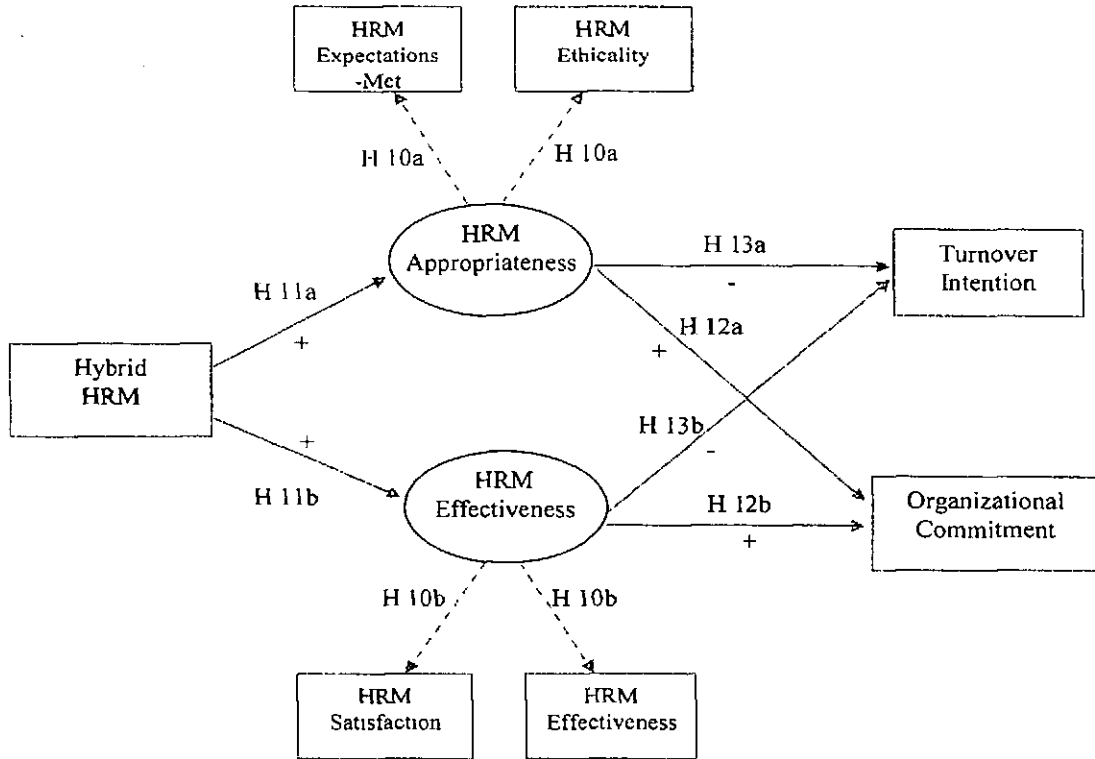 HRM
Expectations
-Met
HRM
Ethicality
H 10a
H 10a
HRM
Appropriateness
H 13a
-
Turnover
Intention
H 11a
+
H 12a
+
Hybrid
HRM
+
H 11b
H 13b
-
HRM
Effectiveness
H 12b
+
Organizational
Commitment
H 10b
H 10b
HRM
Satisfaction
HRM
Effectiveness